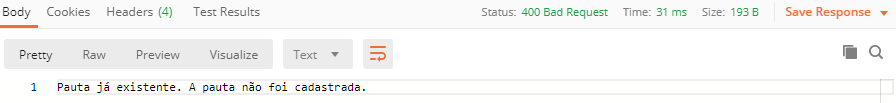 Body Cookies Headers (4) Test Results Status: 400 Bad Request Time: 31 ms Size: 193 B Save Response
Pretty Raw Preview Visualize Text
1 Pauta já existente. A pauta não foi cadastrada.